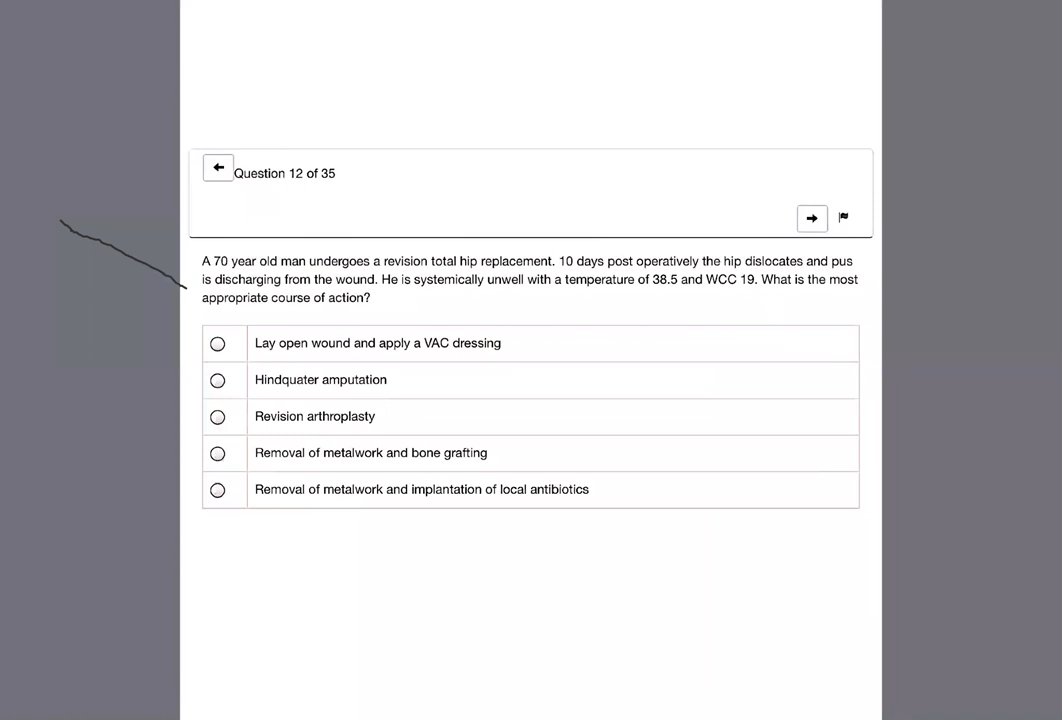 Question 12 of 35
A 70 year old man undergoes a revision total hip replacement. 10 days post operatively the hip dislocates and pus
is discharging from the wound. He is systemically unwell with a temperature of 38.5 and WCC 19. What is the most
appropriate course of action?
Lay open wound and apply a VAC dressing
Hindquater amputation
Revision arthroplasty
Removal of metalwork and bone grafting
Removal of metalwork and implantation of local antibiotics